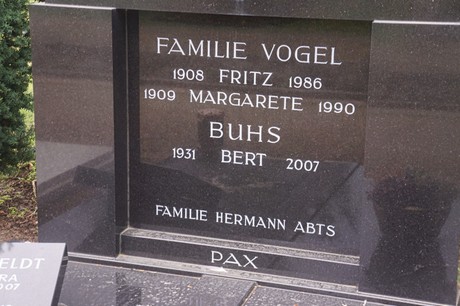 FAMILIE VOGEL
1908 FRITZ 1986
1909 MARGARETE 1990
BUHS
1931 BERT 2007
FAMILIE HERMANN ABTS
PAX